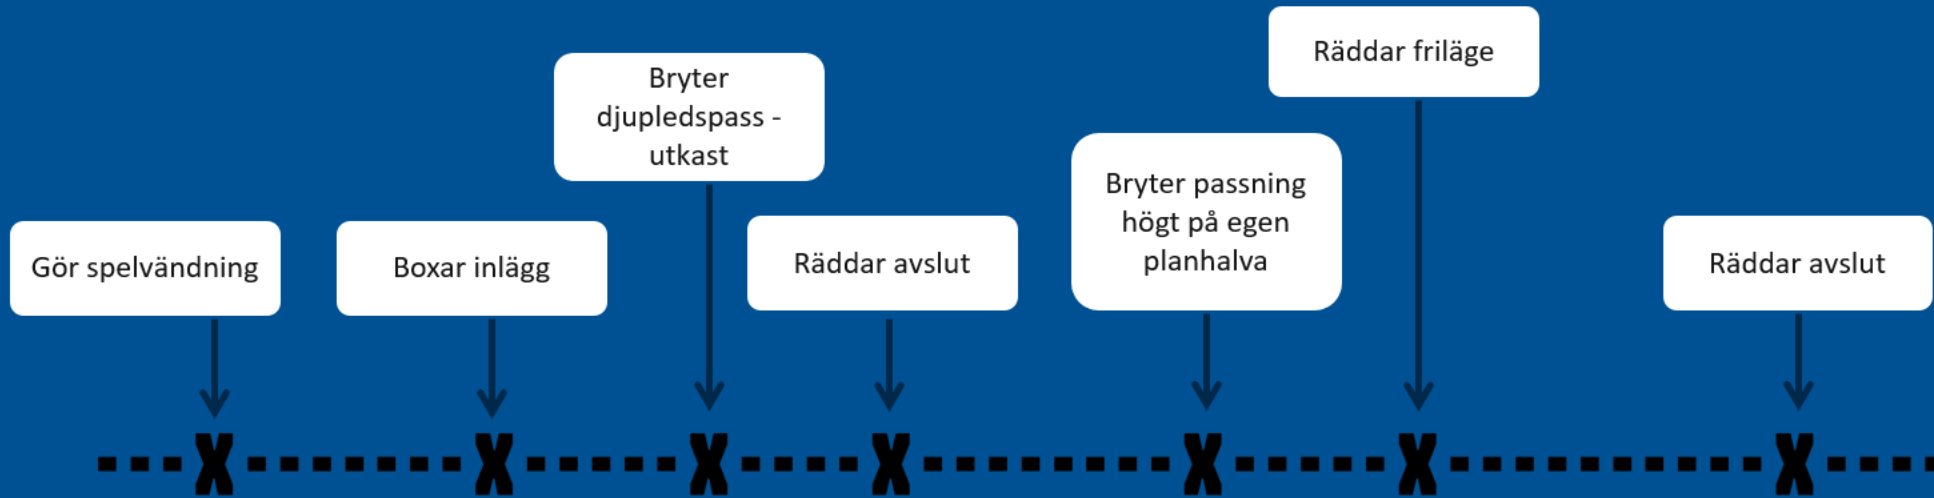 Gör spelvändning
Boxar inlägg
Bryter
djupledspass -
utkast
Räddar avslut
Bryter passning
högt på egen
planhalva
Räddar friläge
Räddar avslut
X
X
X
X
X
X
X